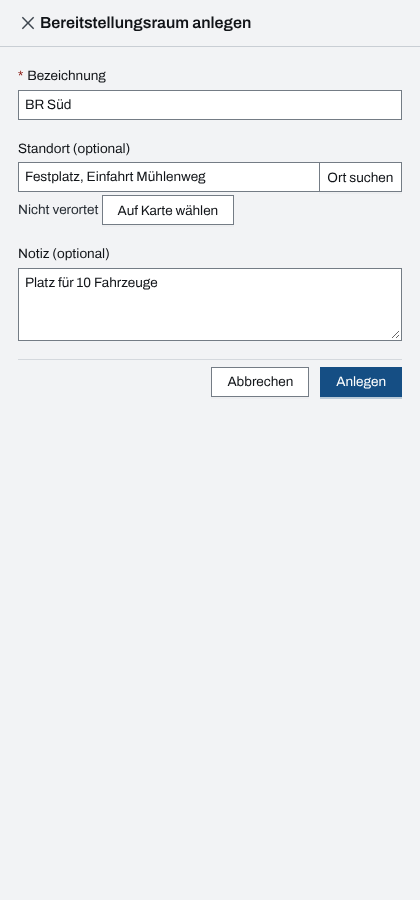 Bereitstellungsraum anlegen
* Bezeichnung
BR Süd
Standort (optional)
Festplatz, Einfahrt Mühlenweg
Ort suchen
Nicht verortet
Auf Karte wählen
Notiz (optional)
Platz für 10 Fahrzeuge
Abbrechen
Anlegen